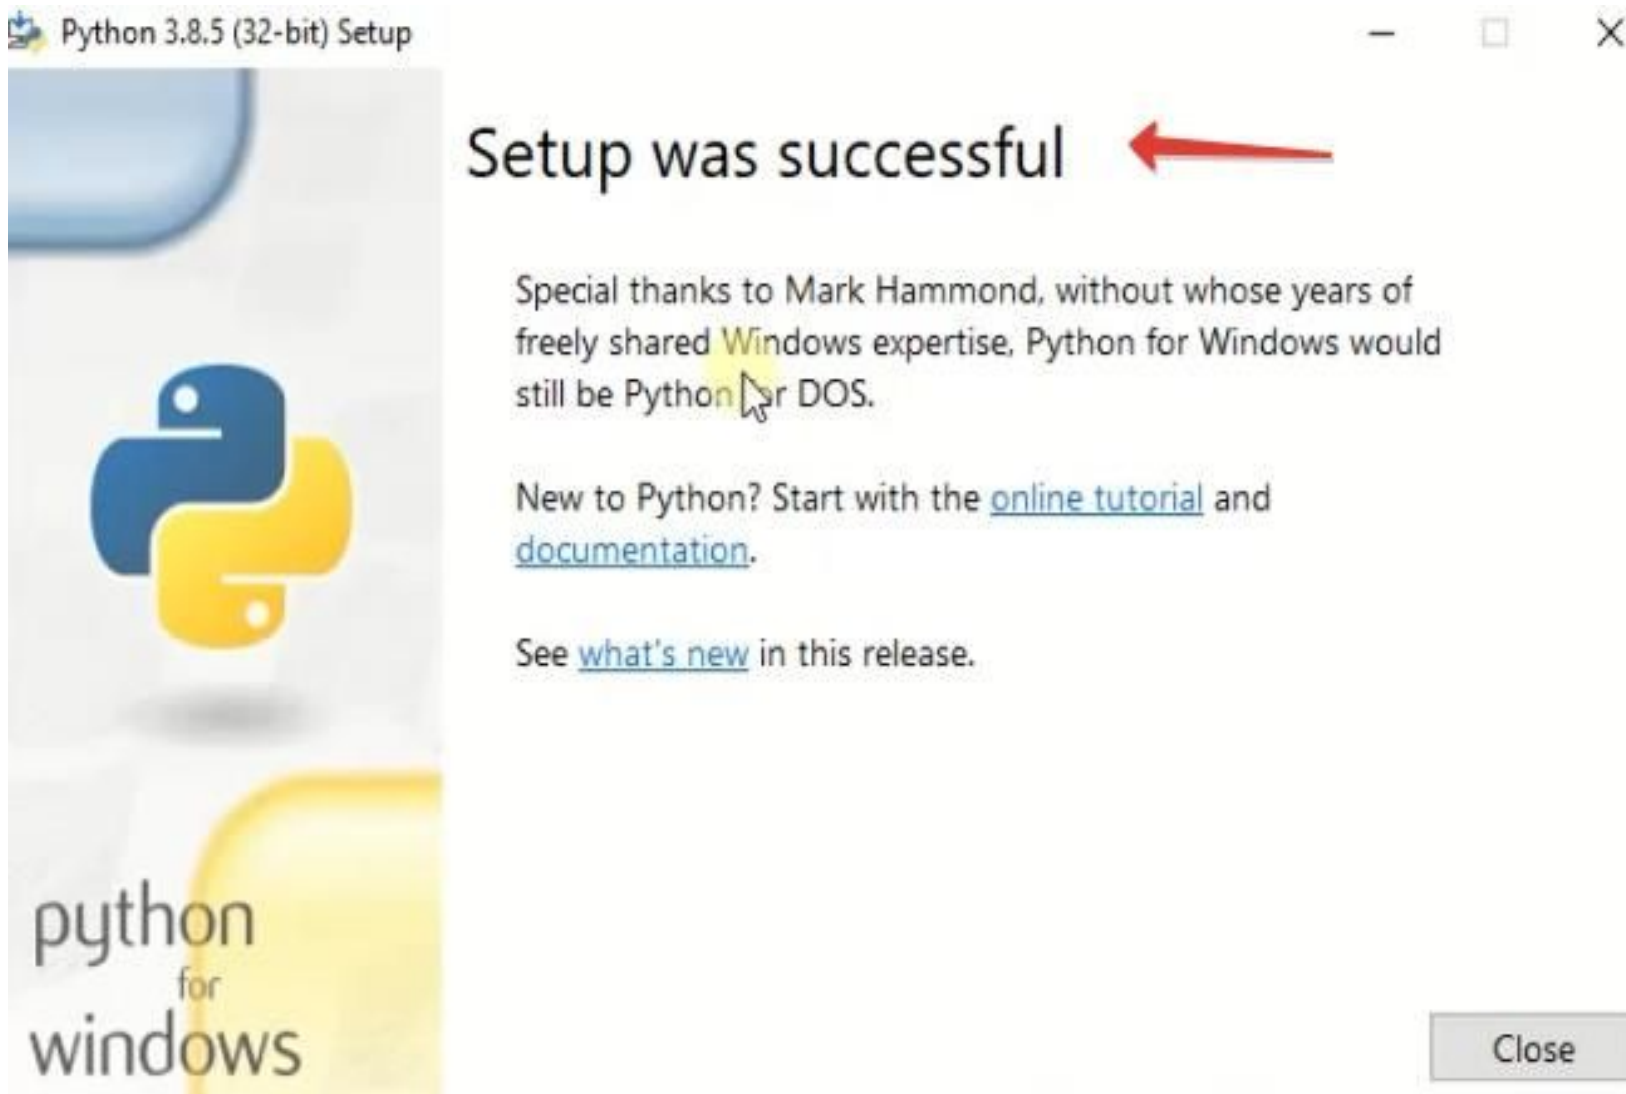 Python 3.8.5 (32-bit) Setup
Setup was successful
Special thanks to Mark Hammond, without whose years of
freely shared Windows expertise, Python for Windows would
still be Python for DOS.
New to Python? Start with the online tutorial and
documentation.
See what's new in this release.
python
for
windows
Close